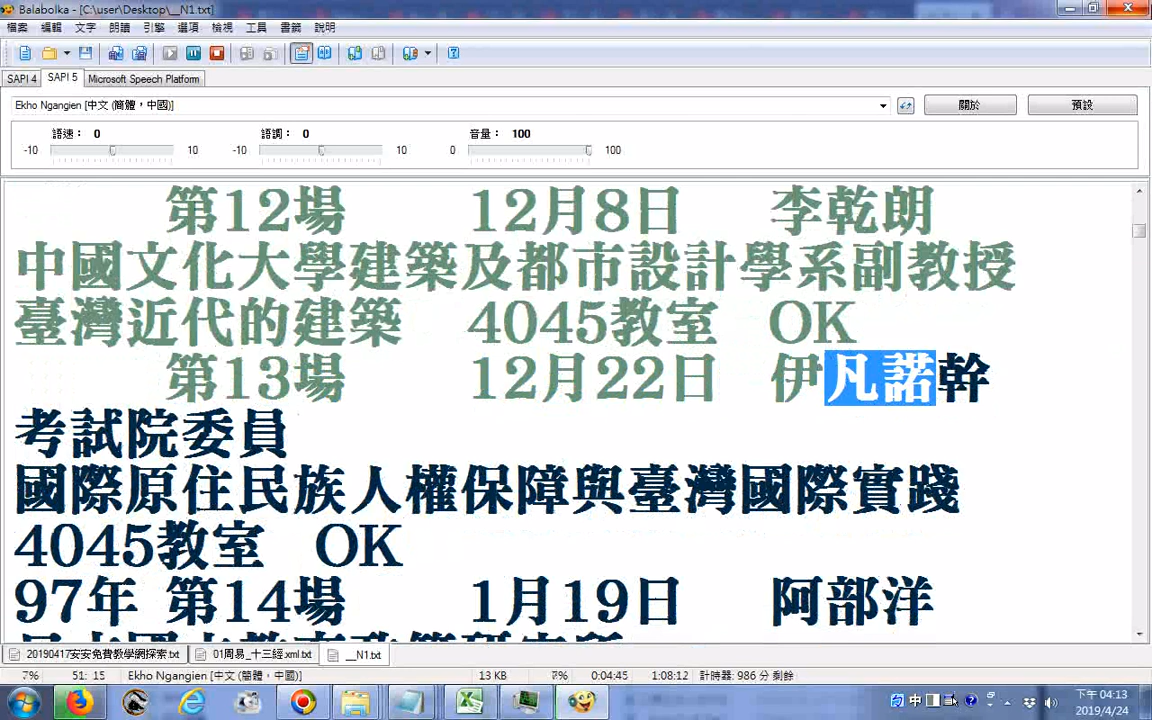 Balabolka - [C:\user\Desktop\__N1.txt]
檔案 編輯 文字 朗讀 引擎 選項 檢視 工具 書籤 說明
SAPI 4 SAPI 5 Microsoft Speech Platform
Ekho Ngangien [中文 (簡體，中國)]
關於 預設
語速： 0 語調： 0 音量： 100
-10 10 -10 10 0 100
第12場 12月8日 李乾朗
中國文化大學建築及都市設計學系副教授
臺灣近代的建築 4045教室 OK
第13場 12月22日 伊凡諾幹
考試院委員
國際原住民族人權保障與臺灣國際實踐
4045教室 OK
97年 第14場 1月19日 阿部洋
20190417安安免費教學網探索.txt 01周易_十三經.xml.txt __N1.txt
7% 51: 15 Ekho Ngangien [中文 (簡體，中國)] 13 KB 7% 0:04:45 1:08:12 計時器: 986 分 剩餘
中 下午 04:13
2019/4/24